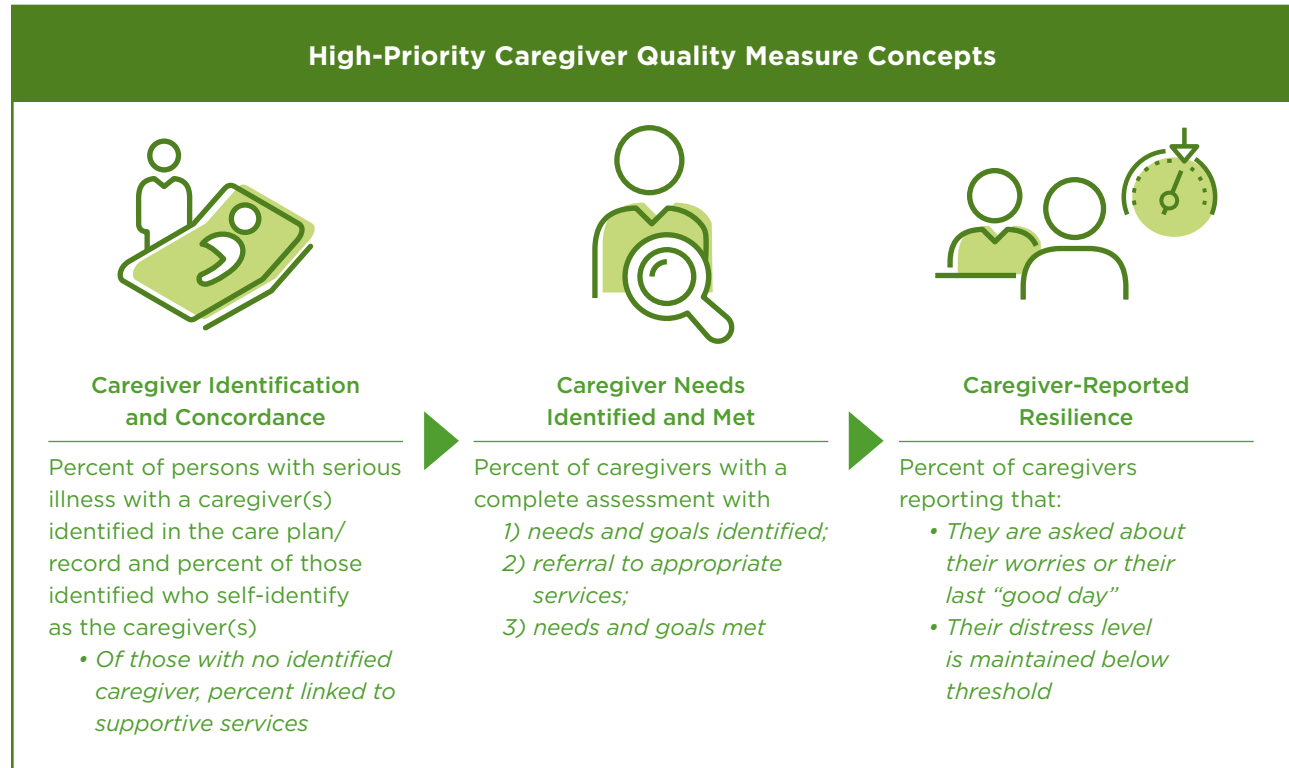 High-Priority Caregiver Quality Measure Concepts
Caregiver Identification
and Concordance
Percent of persons with serious
illness with a caregiver(s)
identified in the care plan/
record and percent of those
identified who self-identify
as the caregiver(s)
• Of those with no identified
caregiver, percent linked to
supportive services
Caregiver Needs
Identified and Met
Percent of caregivers with a
complete assessment with
1) needs and goals identified;
2) referral to appropriate
services;
3) needs and goals met
Caregiver-Reported
Resilience
Percent of caregivers
reporting that:
• They are asked about
their worries or their
last “good day”
• Their distress level
is maintained below
threshold